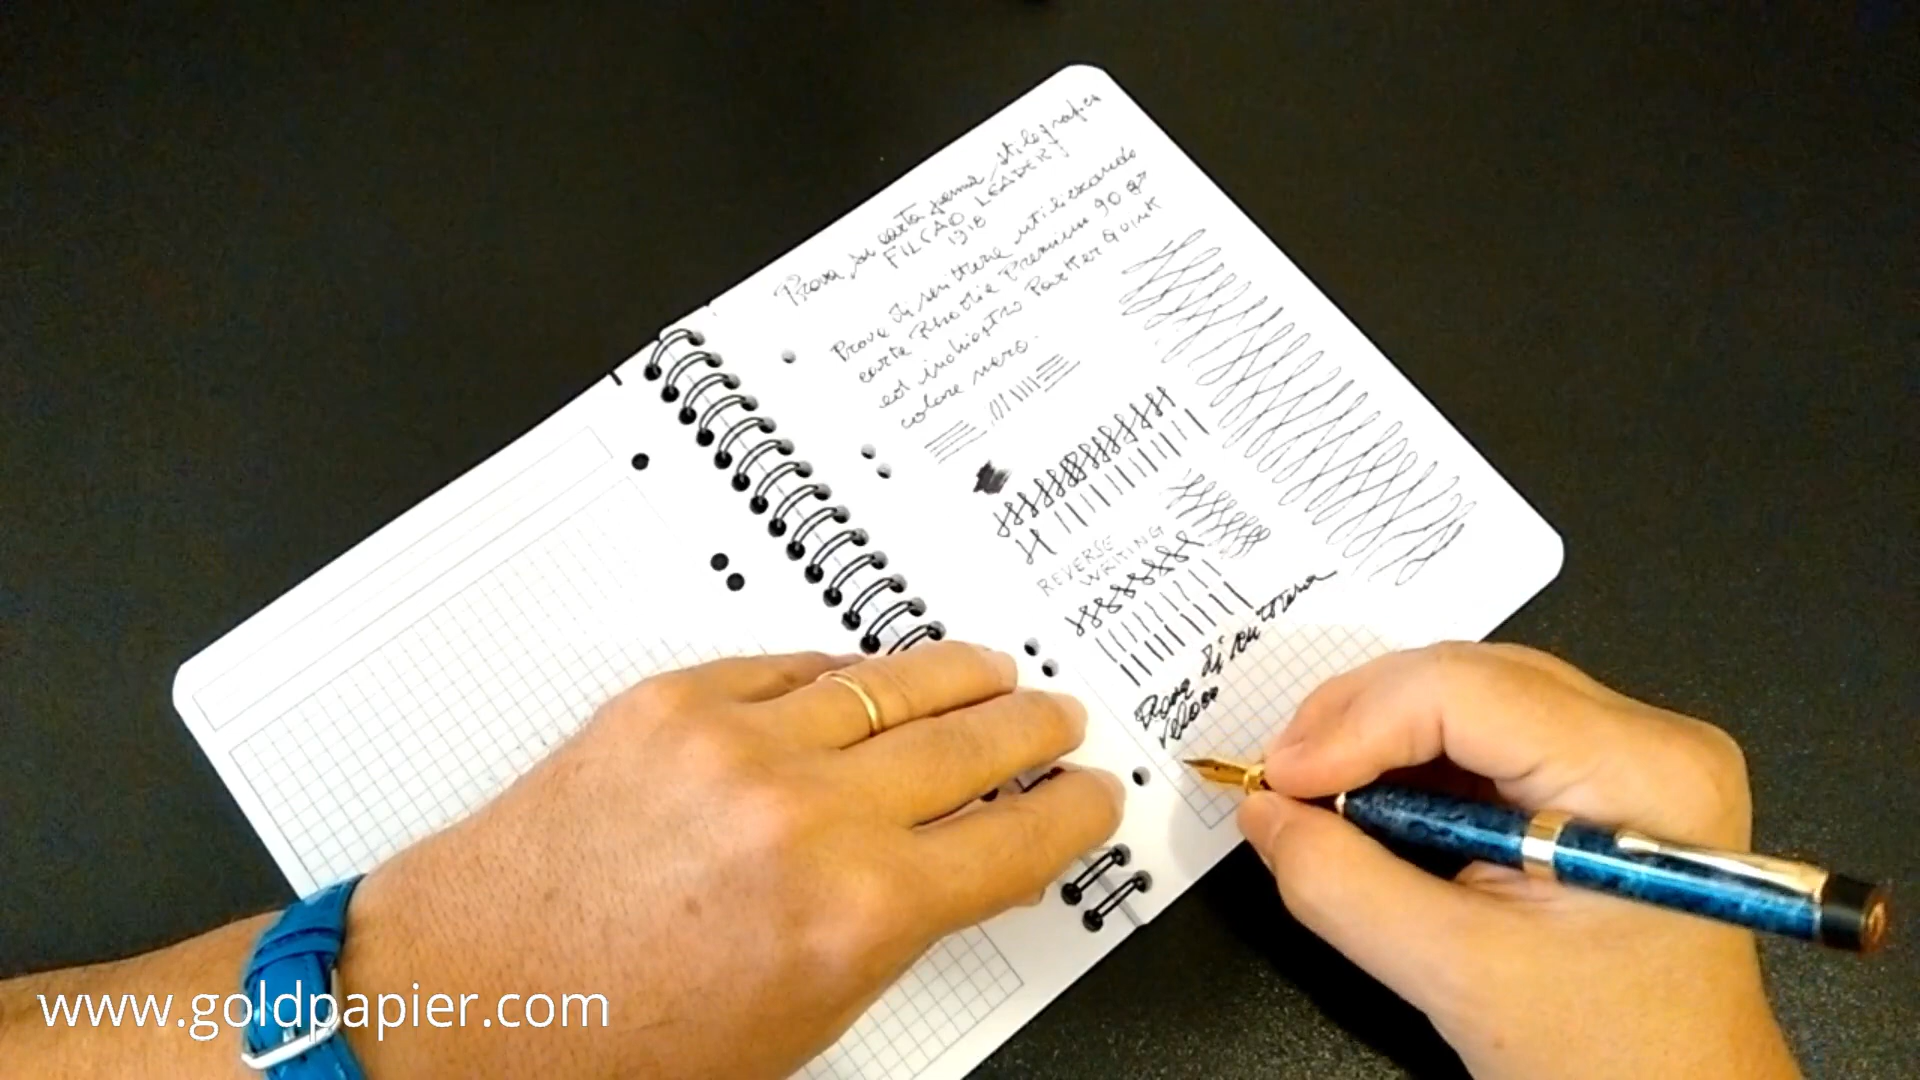 Prova su carta penna stilografica
FILCAO LEADER
1918
Prova di scrittura utilizzando
carta Rhodia Premium 90 gr
col inchiostro Parker Quink
colore nero.
REVERSE
WRITING
Prova di scrittura
veloce
www.goldpapier.com